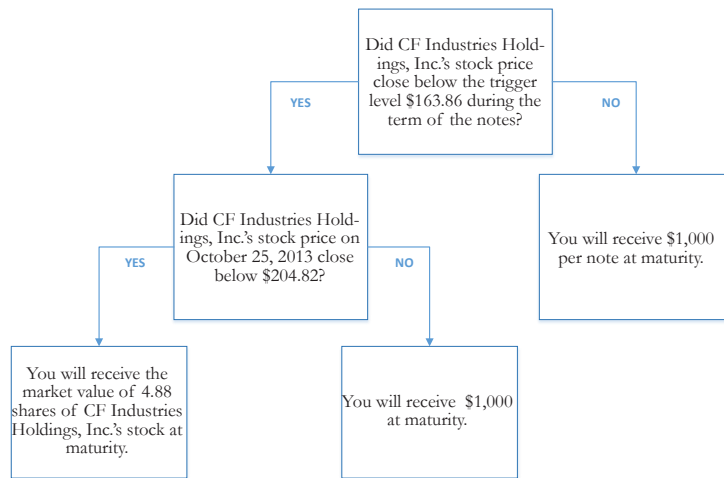 Did CF Industries Hold-
ings, Inc.'s stock price
close below the trigger
level $163.86 during the
term of the notes?
YES
NO
Did CF Industries Hold-
ings, Inc.'s stock price on
October 25, 2013 close
below $204.82?
You will receive $1,000
per note at maturity.
YES
NO
You will receive the
market value of 4.88
shares of CF Industries
Holdings, Inc.'s stock at
maturity.
You will receive $1,000
at maturity.